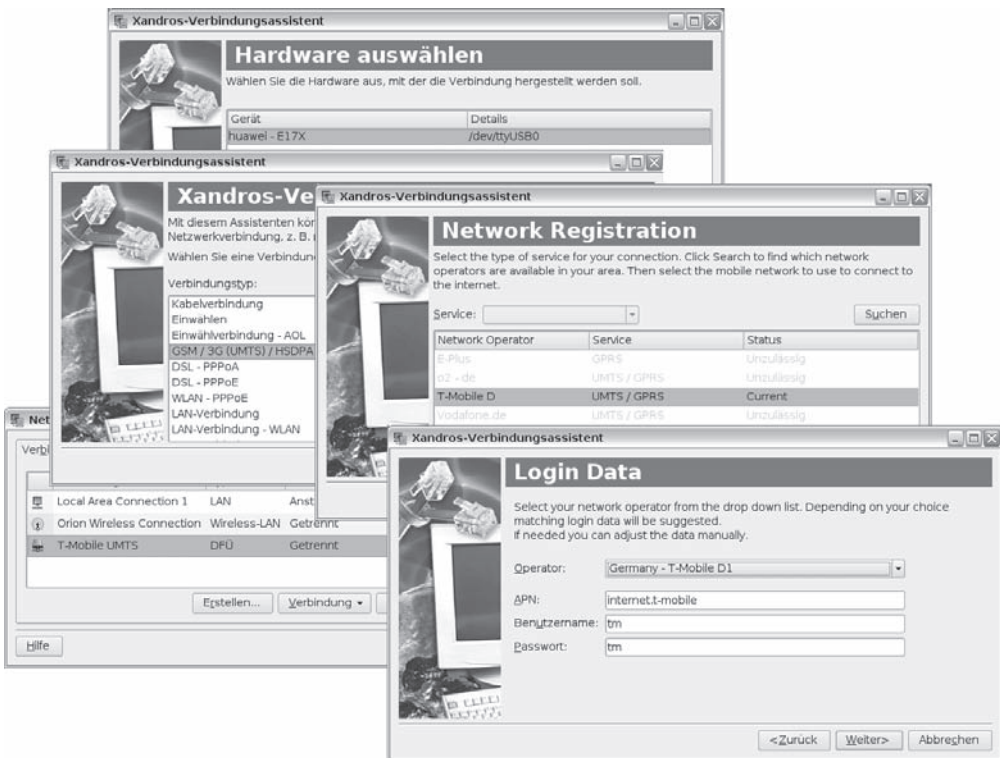 Xandros-Verbindungsassistent
Hardware auswählen
Wählen Sie die Hardware aus, mit der die Verbindung hergestellt werden soll.
Gerät Details
huawei - E17X /dev/ttyUSB0
Xandros-Verbindungsassistent
Xandros-Ve
Mit diesem Assistenten kör
Netzwerkverbindung, z. B.
Wählen Sie eine Verbindun
Verbindungstyp:
Kabelverbindung
Einwählen
Einwählverbindung - AOL
GSM / 3G (UMTS) / HSDPA
DSL - PPPoA
DSL - PPPoE
WLAN - PPPoE
LAN-Verbindung
LAN-Verbindung - WLAN
Xandros-Verbindungsassistent
Network Registration
Select the type of service for your connection. Click Search to find which network
operators are available in your area. Then select the mobile network to use to connect to
the internet.
Service:
Suchen
Network Operator Service Status
E-Plus GPRS Unzulässig
o2 - de UMTS / GPRS Unzulässig
T-Mobile D UMTS / GPRS Current
Vodafone.de UMTS / GPRS Unzulässig
Net
Verbi
Local Area Connection 1 LAN Anst
Orion Wireless Connection Wireless-LAN Getrennt
T-Mobile UMTS DFÜ Getrennt
Erstellen... Verbindung
Hilfe
Xandros-Verbindungsassistent
Login Data
Select your network operator from the drop down list. Depending on your choice
matching login data will be suggested.
If needed you can adjust the data manually.
Operator: Germany - T-Mobile D1
APN: internet.t-mobile
Benutzername: tm
Passwort: tm
<Zurück Weiter> Abbrechen